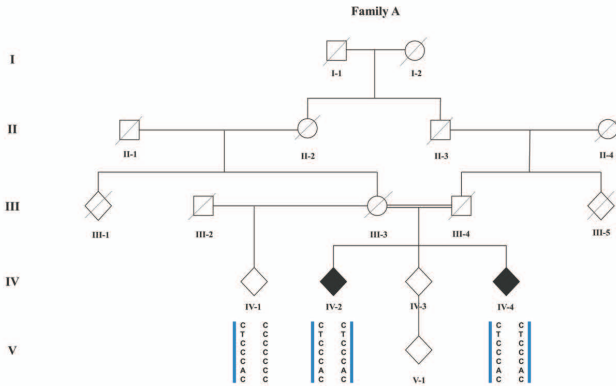 Family A
I
I-1 I-2
II
II-1 II-2 II-3 II-4
III
III-1 III-2 III-3 III-4 III-5
IV
IV-1 IV-2 IV-3 IV-4
C C C C C C
T C T T T T
C C C C C C
V C C C C C C
C C C C C C
A C A A A A
C C C C V-1 C C